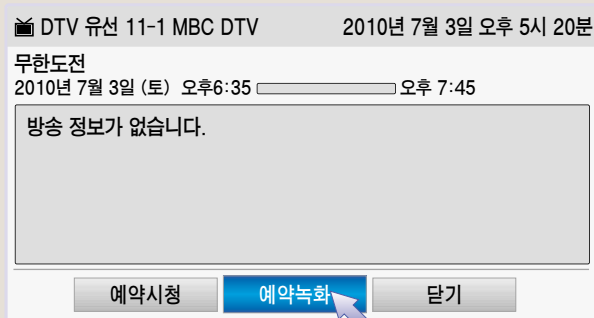 DTV 유선 11-1 MBC DTV 2010년 7월 3일 오후 5시 20분
무한도전
2010년 7월 3일 (토) 오후6:35 오후 7:45
방송 정보가 없습니다.
예약시청 예약녹화 닫기